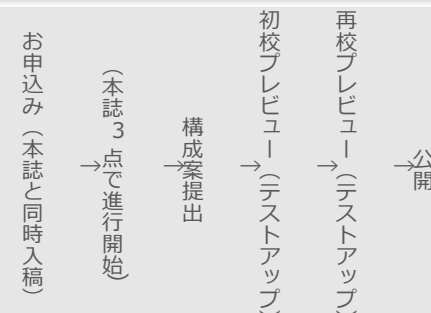 お申込み（本誌と同時入稿）
→
（本誌3点で進行開始）
→
構成案提出
→
初校プレビュー（テストアップ）
→
再校プレビュー（テストアップ）
→
公開